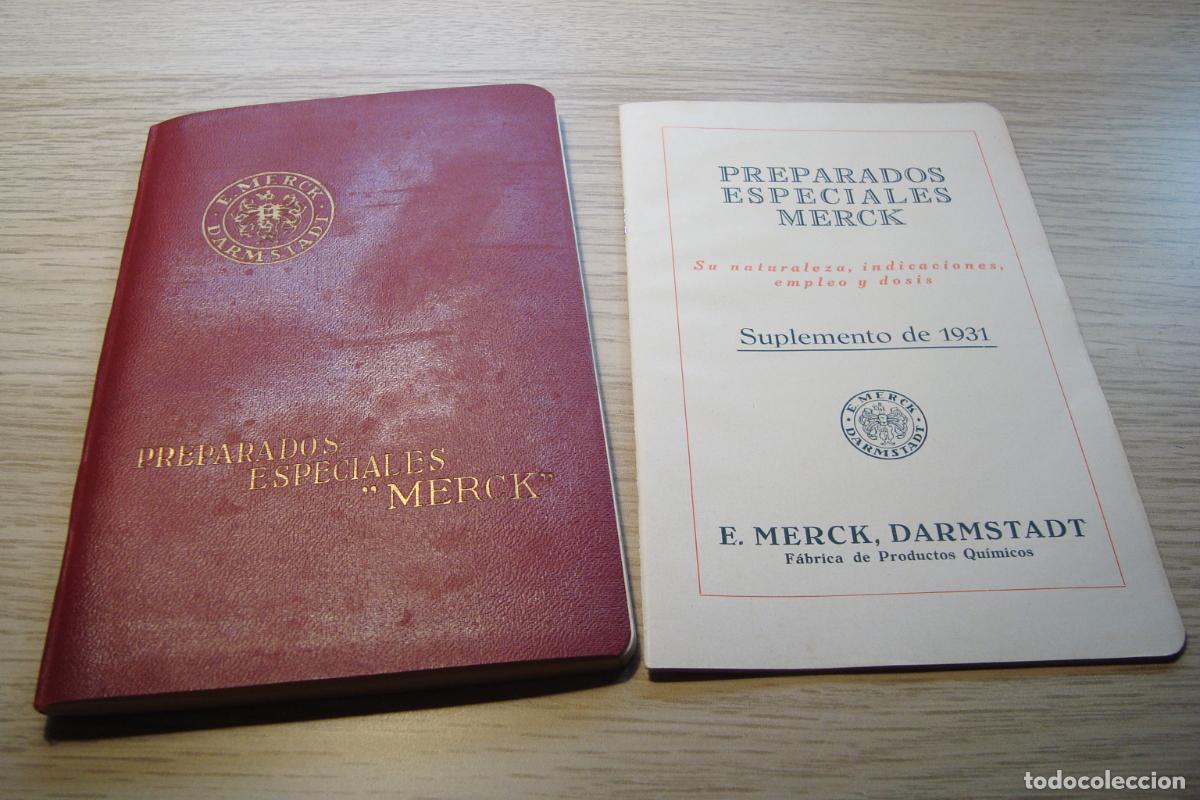 E. MERCK · DARMSTADT
PREPARADOS
ESPECIALES
"MERCK"
PREPARADOS
ESPECIALES
MERCK
Su naturaleza, indicaciones,
empleo y dosis
Suplemento de 1931
E. MERCK · DARMSTADT
E. MERCK, DARMSTADT
Fábrica de Productos Químicos
todocoleccion